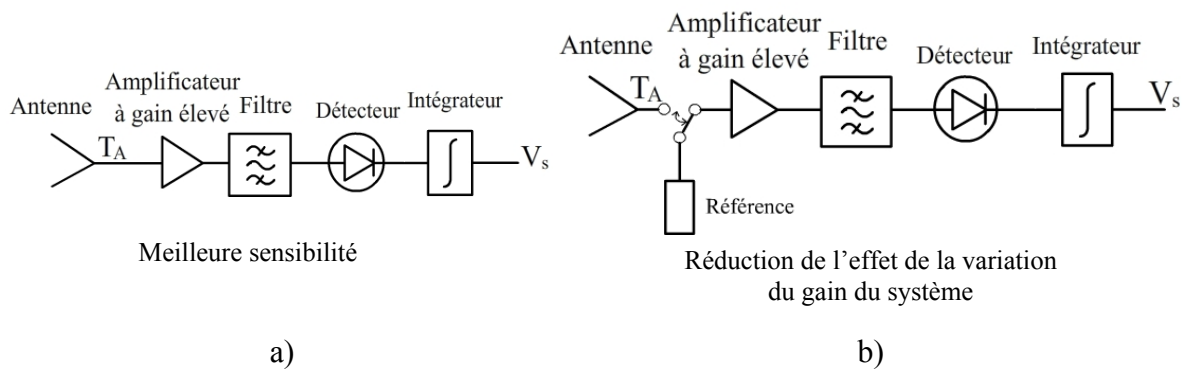 Antenne
Amplificateur
à gain élevé
Filtre
Détecteur
Intégrateur
T_A
V_s
Meilleure sensibilité
a)
Antenne
Amplificateur
à gain élevé
Filtre
Détecteur
Intégrateur
T_A
V_s
Référence
Réduction de l’effet de la variation
du gain du système
b)